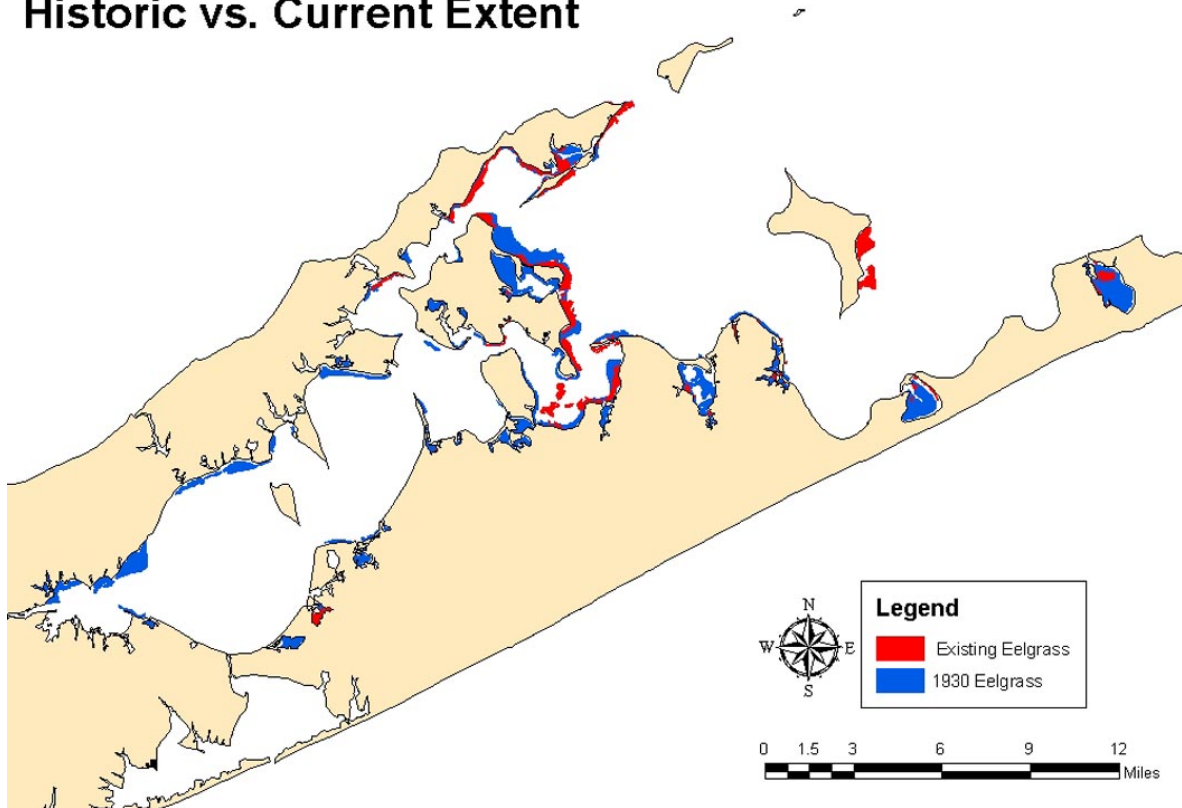 Historic vs. Current Extent
N
W E
S
Legend
Existing Eelgrass
1930 Eelgrass
0 1.5 3 6 9 12
Miles